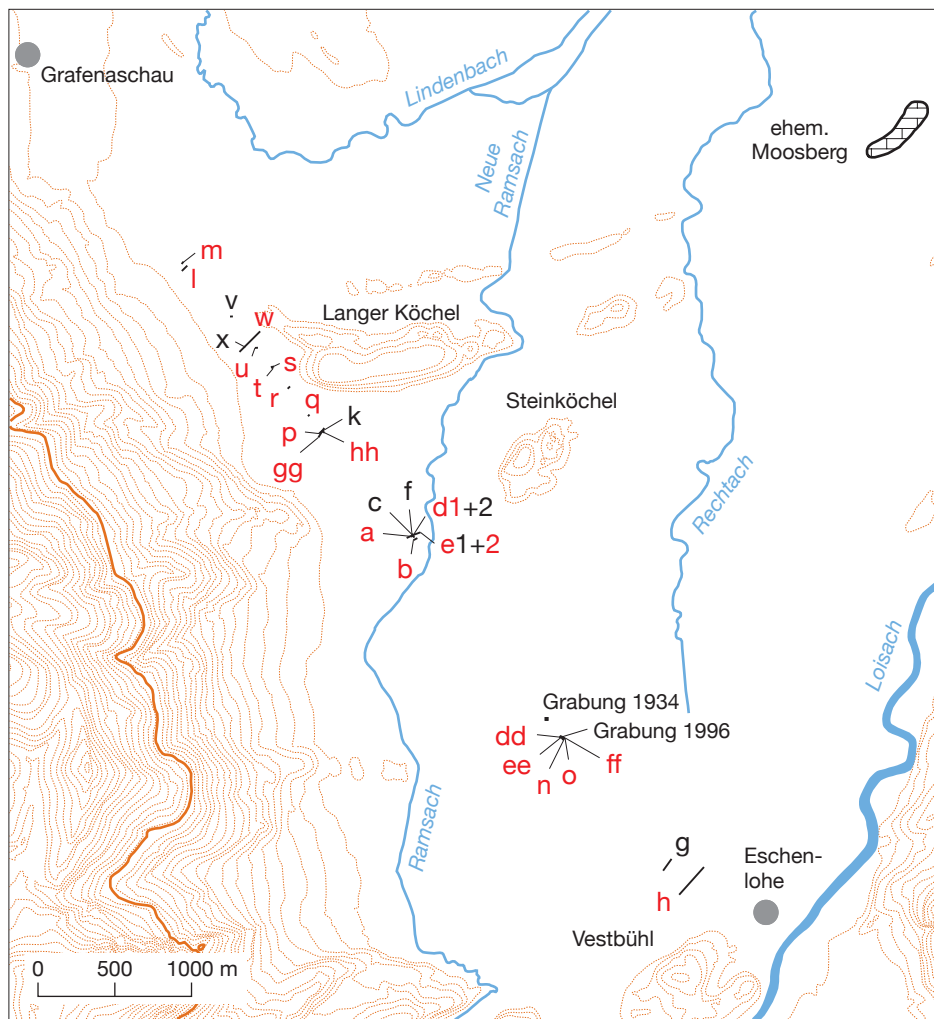 Grafenaschau
Lindenbach
ehem.
Moosberg
Neue
Ramsach
m
l
v
w
Langer Köchel
x
u
t
s
r
q
k
p
hh
gg
Steinköchel
c
f
d1+2
a
e1+2
b
Rechtach
Loisach
Grabung 1934
Grabung 1996
dd
ee
n
o
ff
Ramsach
g
h
Eschen-
lohe
Vestbühl
0 500 1000 m